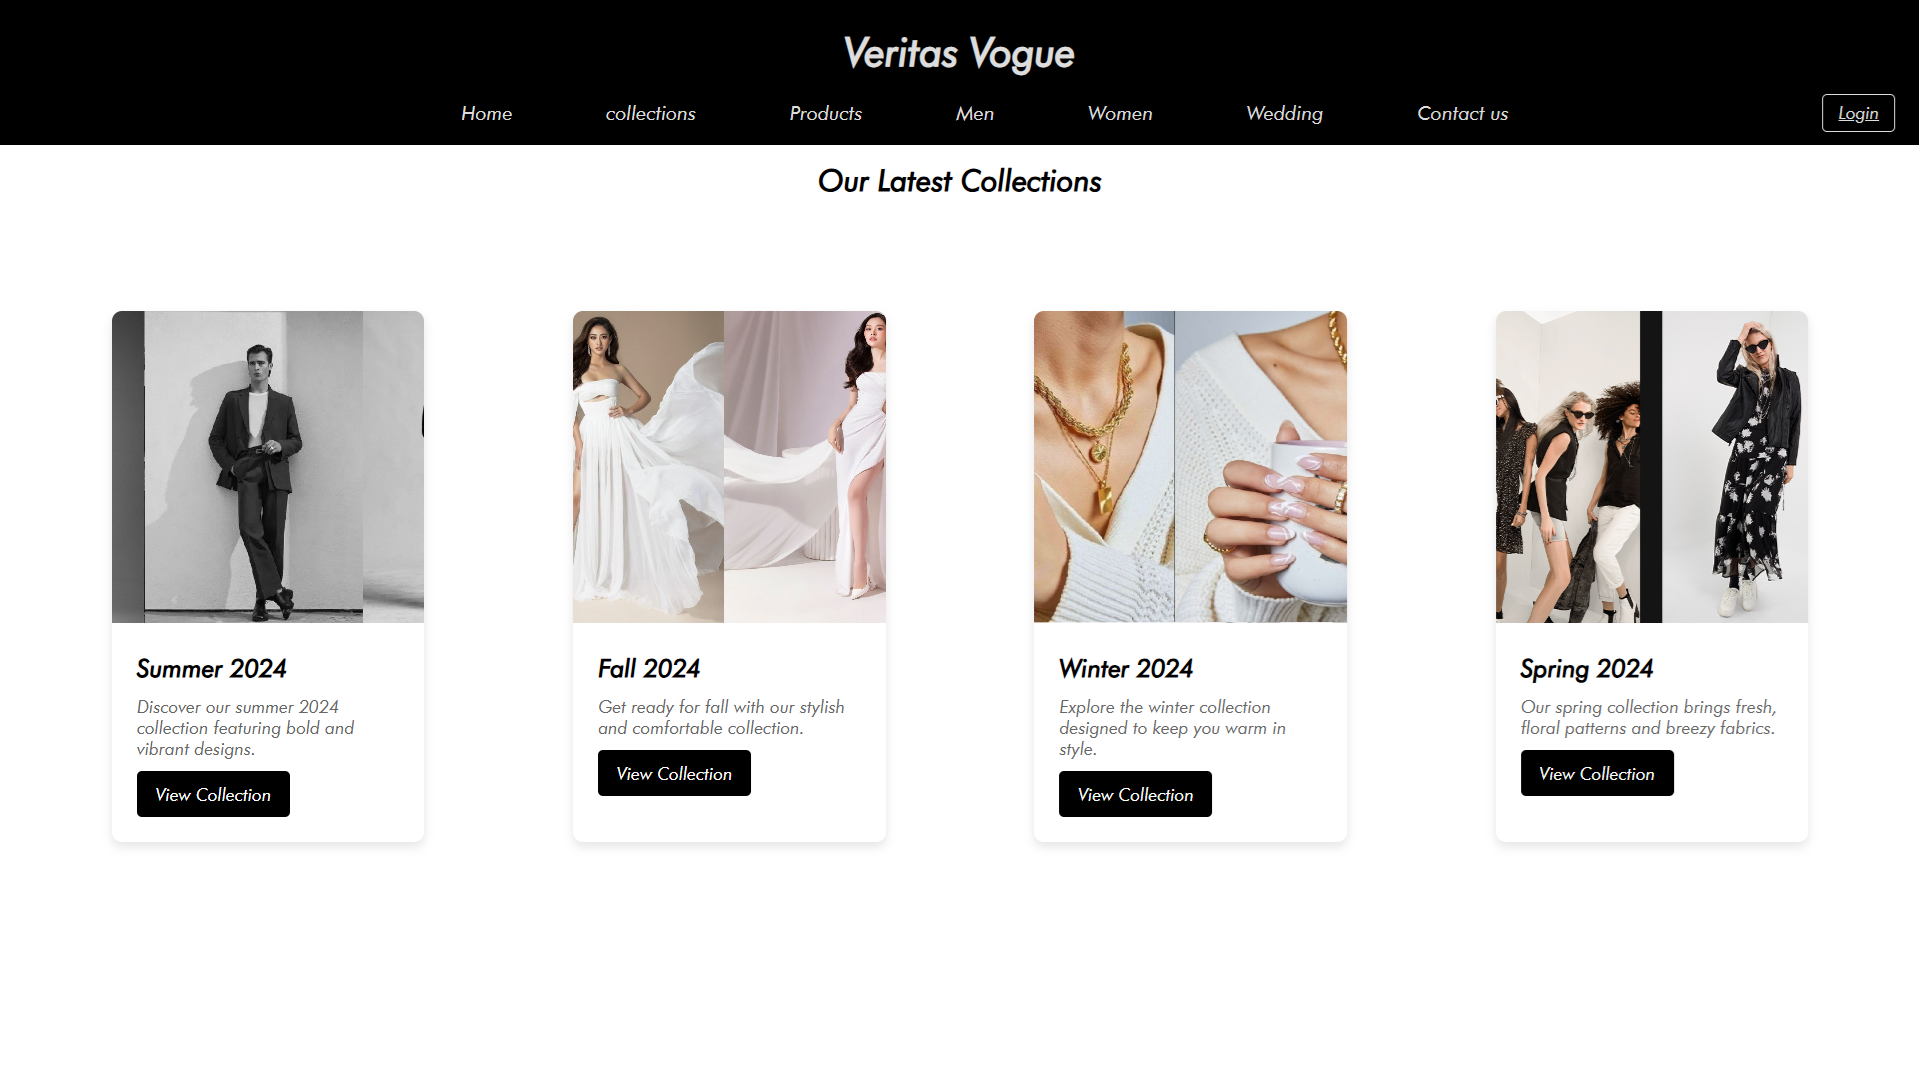 Veritas Vogue
Home collections Products Men Women Wedding Contact us Login
Our Latest Collections
Summer 2024
Discover our summer 2024
collection featuring bold and
vibrant designs.
View Collection
Fall 2024
Get ready for fall with our stylish
and comfortable collection.
View Collection
Winter 2024
Explore the winter collection
designed to keep you warm in
style.
View Collection
Spring 2024
Our spring collection brings fresh,
floral patterns and breezy fabrics.
View Collection